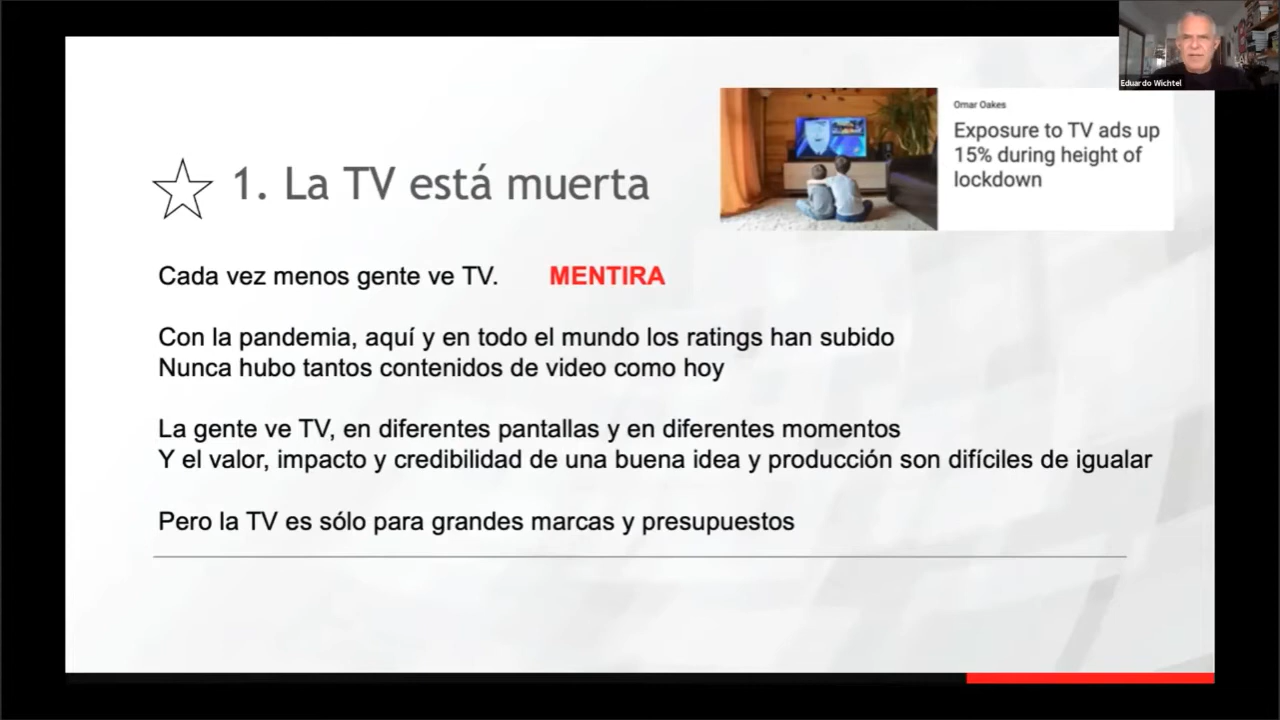 Eduardo Wichtel
Omar Oakes
Exposure to TV ads up
15% during height of
lockdown
1. La TV está muerta
Cada vez menos gente ve TV. MENTIRA
Con la pandemia, aquí y en todo el mundo los ratings han subido
Nunca hubo tantos contenidos de video como hoy
La gente ve TV, en diferentes pantallas y en diferentes momentos
Y el valor, impacto y credibilidad de una buena idea y producción son difíciles de igualar
Pero la TV es sólo para grandes marcas y presupuestos